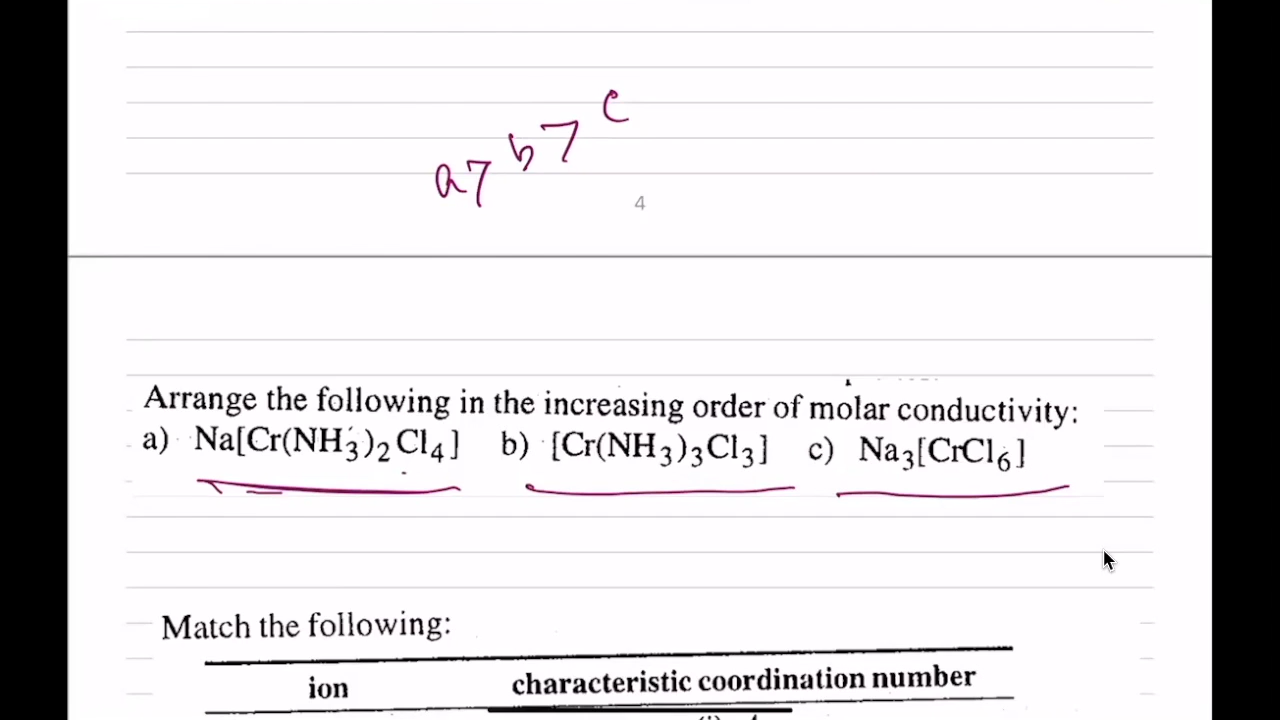 a > b > c
4
Arrange the following in the increasing order of molar conductivity:
a) Na[Cr(NH₃)₂Cl₄] b) [Cr(NH₃)₃Cl₃] c) Na₃[CrCl₆]
Match the following:
ion characteristic coordination number